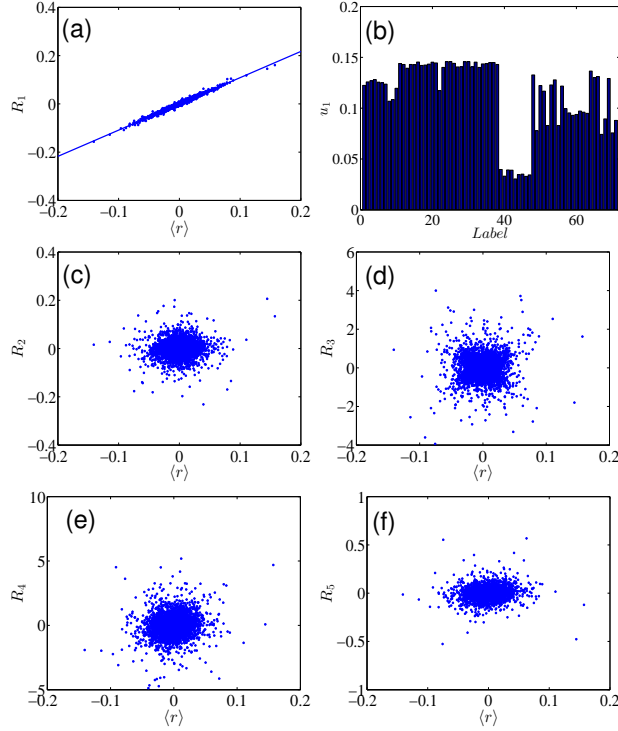 (a)
0.4
0.2
0
−0.2
−0.4
R₁
−0.2 −0.1 0 0.1 0.2
⟨r⟩
(b)
0.2
0.15
0.1
0.05
0
u₁
0 20 40 60
Label
(c)
0.4
0.2
0
−0.2
−0.4
R₂
−0.2 −0.1 0 0.1 0.2
⟨r⟩
(d)
6
4
2
0
−2
−4
R₃
−0.2 −0.1 0 0.1 0.2
⟨r⟩
(e)
10
5
0
−5
R₄
−0.2 −0.1 0 0.1 0.2
⟨r⟩
(f)
1
0.5
0
−0.5
−1
R₅
−0.2 −0.1 0 0.1 0.2
⟨r⟩